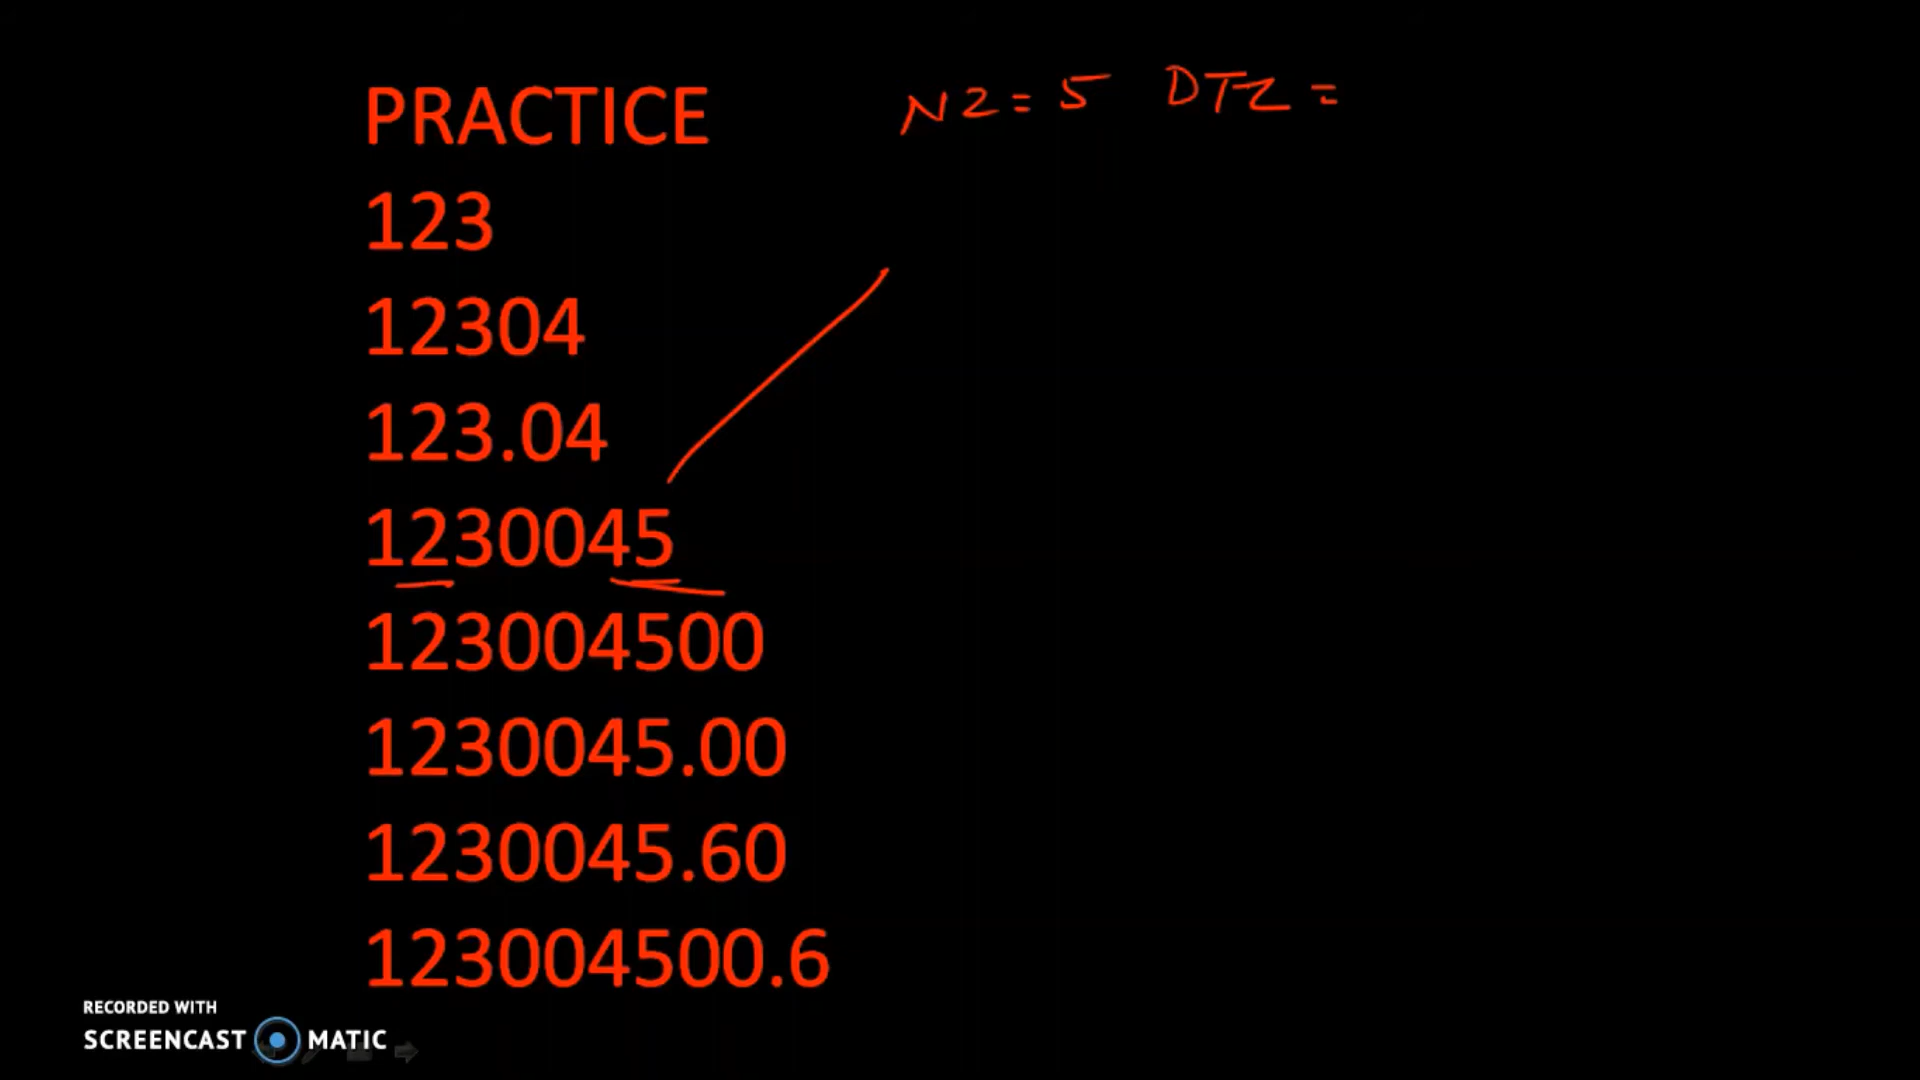 PRACTICE
NZ = 5 DTZ =
123
12304
123.04
1230045
123004500
1230045.00
1230045.60
123004500.6
RECORDED WITH
SCREENCAST MATIC